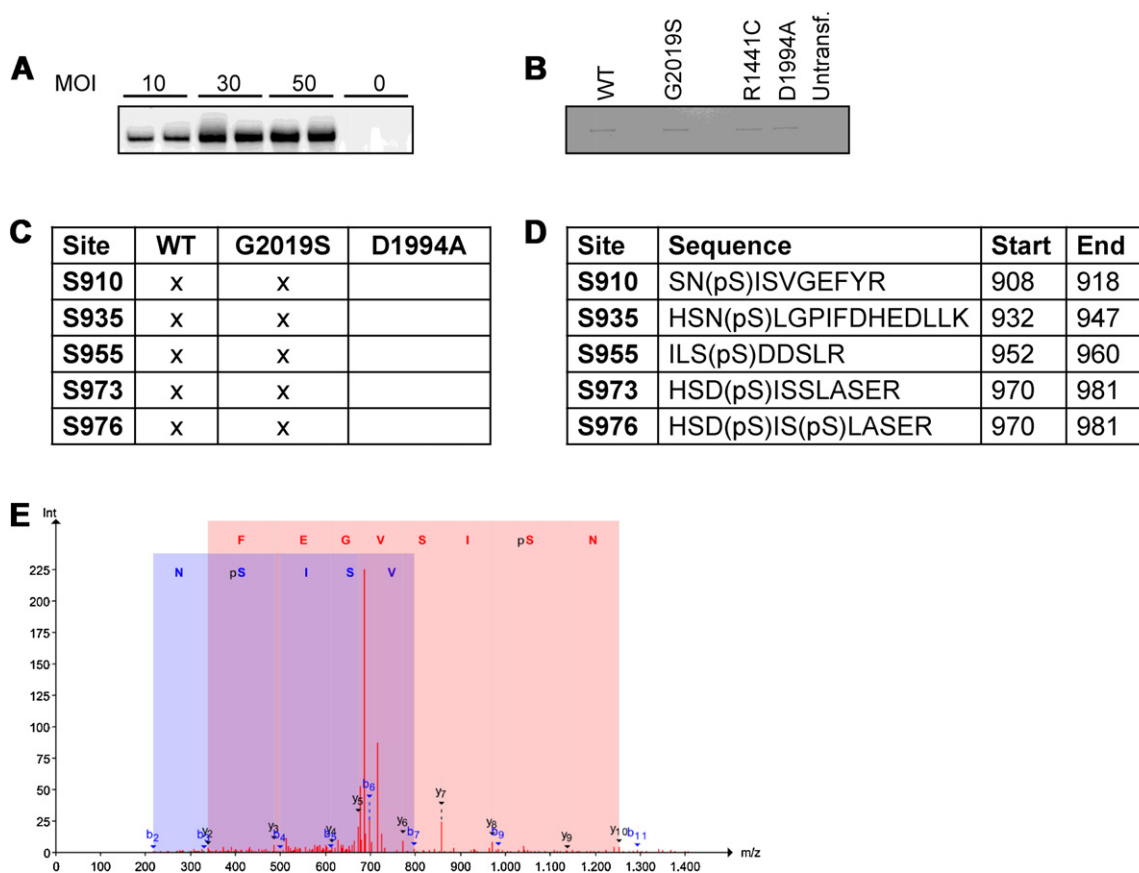 A
MOI 10 30 50 0
B
WT G2019S R1441C D1994A Untransf.
C
Site WT G2019S D1994A
S910 x x
S935 x x
S955 x x
S973 x x
S976 x x
D
Site Sequence Start End
S910 SN(pS)ISVGEFYR 908 918
S935 HSN(pS)LGPIFDHEDLLK 932 947
S955 ILS(pS)DDSLR 952 960
S973 HSD(pS)ISSLASER 970 981
S976 HSD(pS)IS(pS)LASER 970 981
E
Int
F E G V S I pS N
N pS I S V
225
200
175
150
125
100
75
50
25
0
b2 y2 y3 b4 y4 y5 b6 y6 b7 y7 y8 b9 y9 y10 b11
0 100 200 300 400 500 600 700 800 900 1.000 1.100 1.200 1.300 1.400 m/z